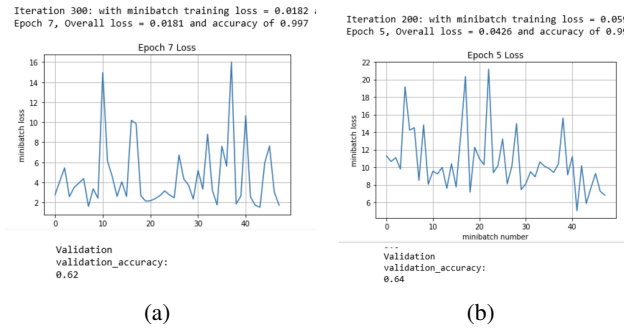 Iteration 300: with minibatch training loss = 0.0182
Epoch 7, Overall loss = 0.0181 and accuracy of 0.997
Epoch 7 Loss
16
14
12
10
8
6
4
2
minibatch loss
0 10 20 30 40
Validation
validation_accuracy:
0.62
(a)
Iteration 200: with minibatch training loss =
Epoch 5, Overall loss = 0.0426 and accuracy of
Epoch 5 Loss
22
20
18
16
14
12
10
8
6
minibatch loss
0 10 20 30 40
minibatch number
Validation
validation_accuracy:
0.64
(b)